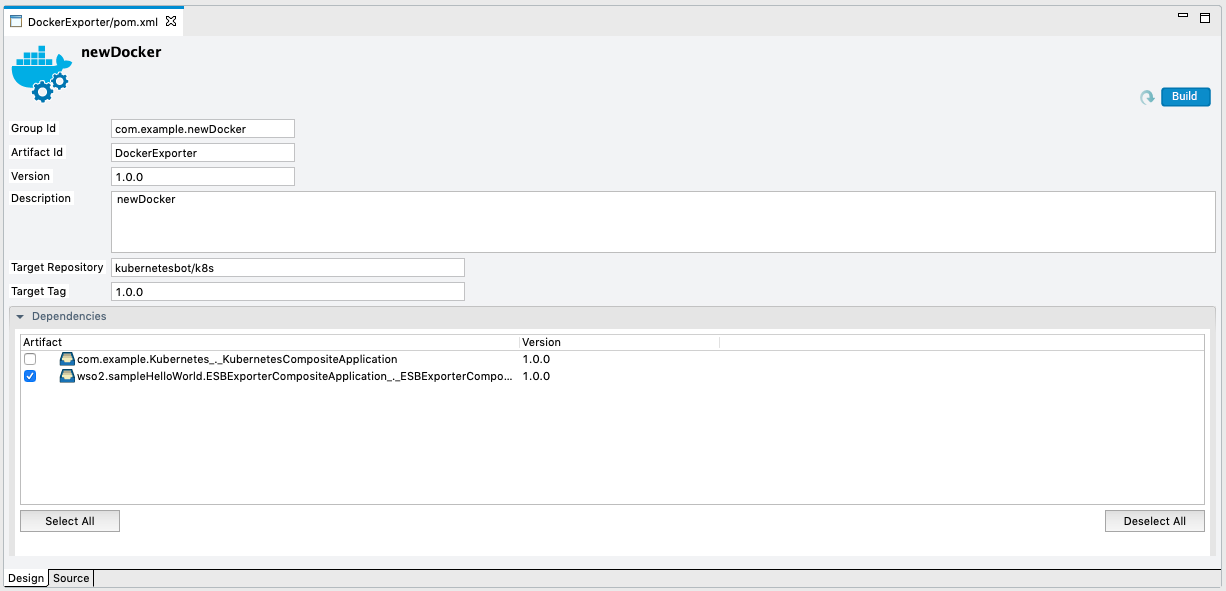 DockerExporter/pom.xml
newDocker
Build
Group Id com.example.newDocker
Artifact Id DockerExporter
Version 1.0.0
Description newDocker
Target Repository kubernetesbot/k8s
Target Tag 1.0.0
Dependencies
Artifact Version
com.example.Kubernetes_._KubernetesCompositeApplication 1.0.0
wso2.sampleHelloWorld.ESBExporterCompositeApplication_._ESBExporterCompo... 1.0.0
Select All Deselect All
Design Source